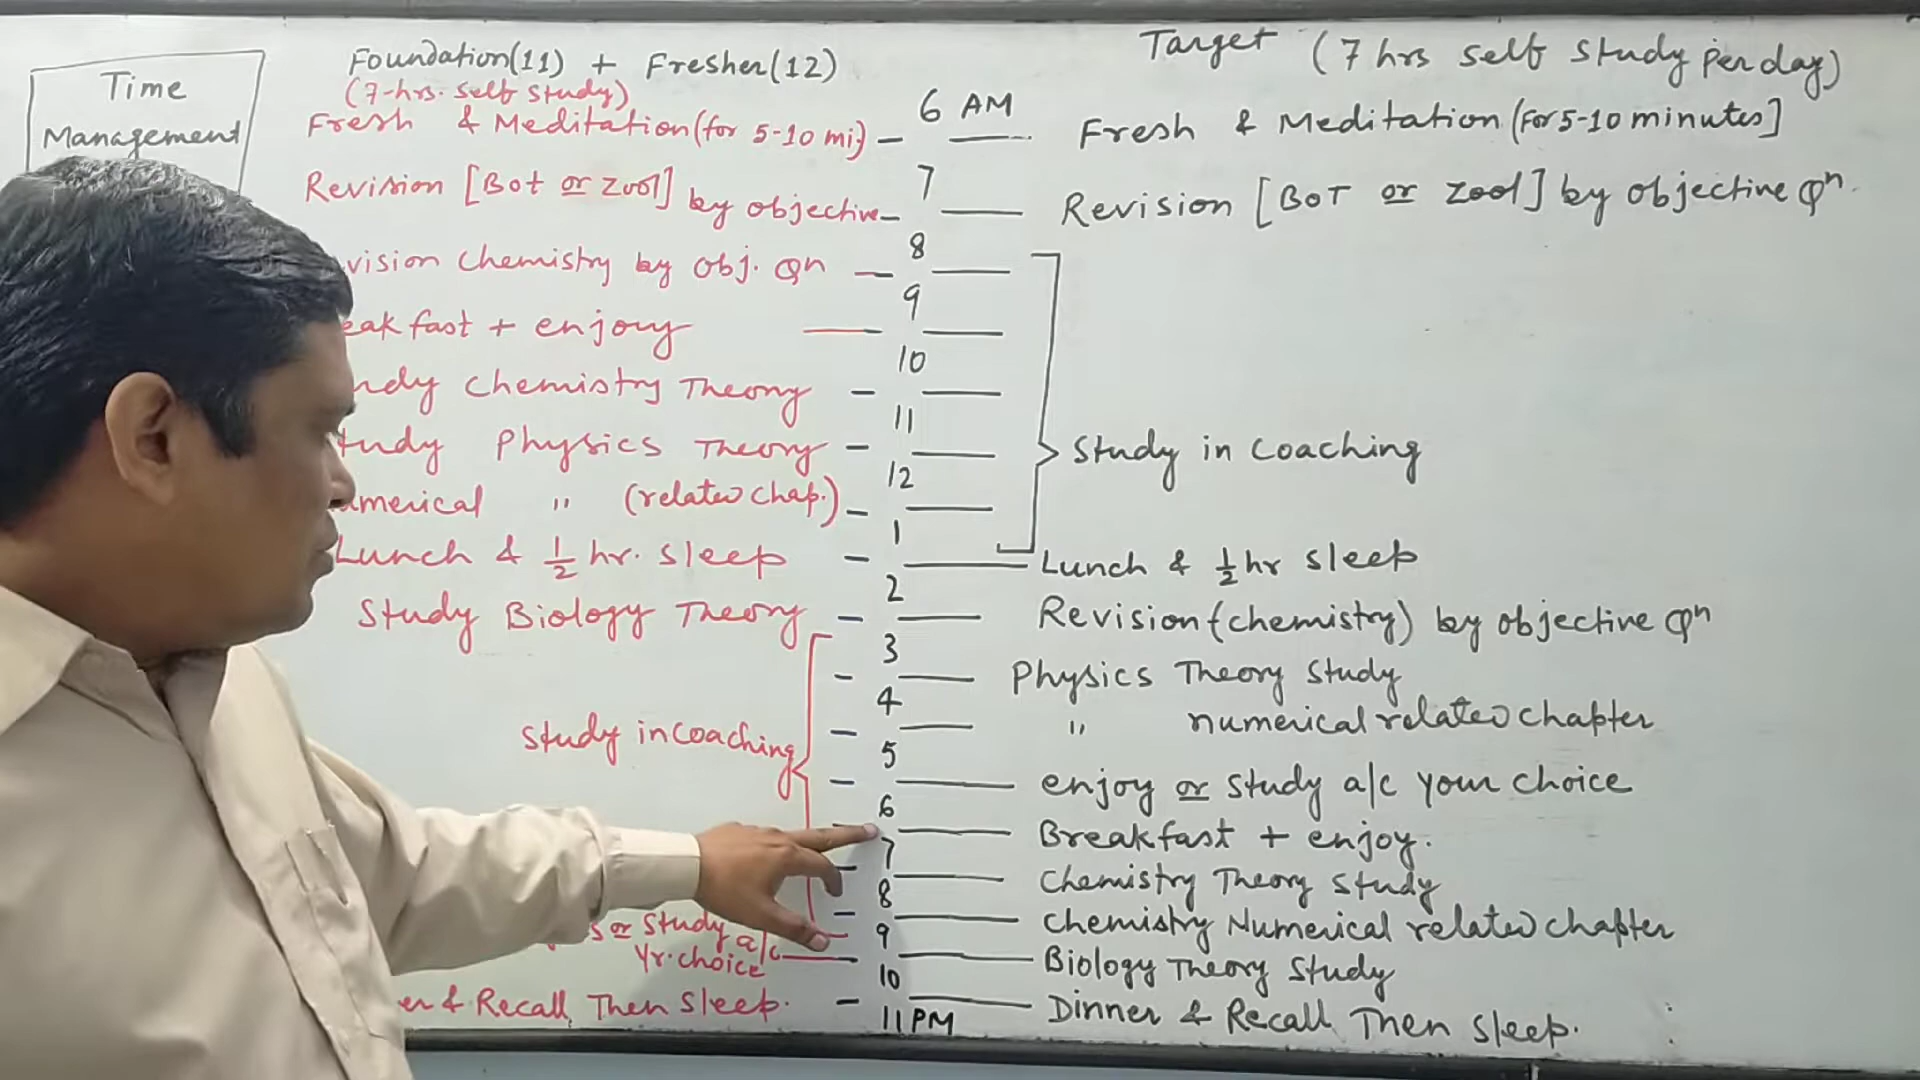 Time
Management
Foundation(11) + Fresher(12)
(7-hrs. self study)
Target (7 hrs self study per day)
6 AM
Fresh & Meditation (for 5-10 mi)
Fresh & Meditation [For 5-10 minutes]
7
Revision [Bot or Zool] by objective
Revision [BOT or Zool] by objective Qn.
8
vision chemistry by obj. Qn
9
eakfast + enjoy
10
udy chemistry Theory
11
tudy Physics Theory
Study in coaching
12
umerical " (related chap.)
1
Lunch & 1/2 hr. sleep
Lunch & 1/2 hr sleep
2
Study Biology Theory
Revision (chemistry) by objective Qn
3
Physics Theory study
4
" numerical related chapter
study in coaching
5
enjoy or study a/c your choice
6
Breakfast + enjoy.
7
Chemistry Theory study
8
or study a/c
Yr. choice
Chemistry Numerical related chapter
9
Biology Theory study
10
er & Recall Then sleep.
Dinner & Recall Then sleep.
11 PM